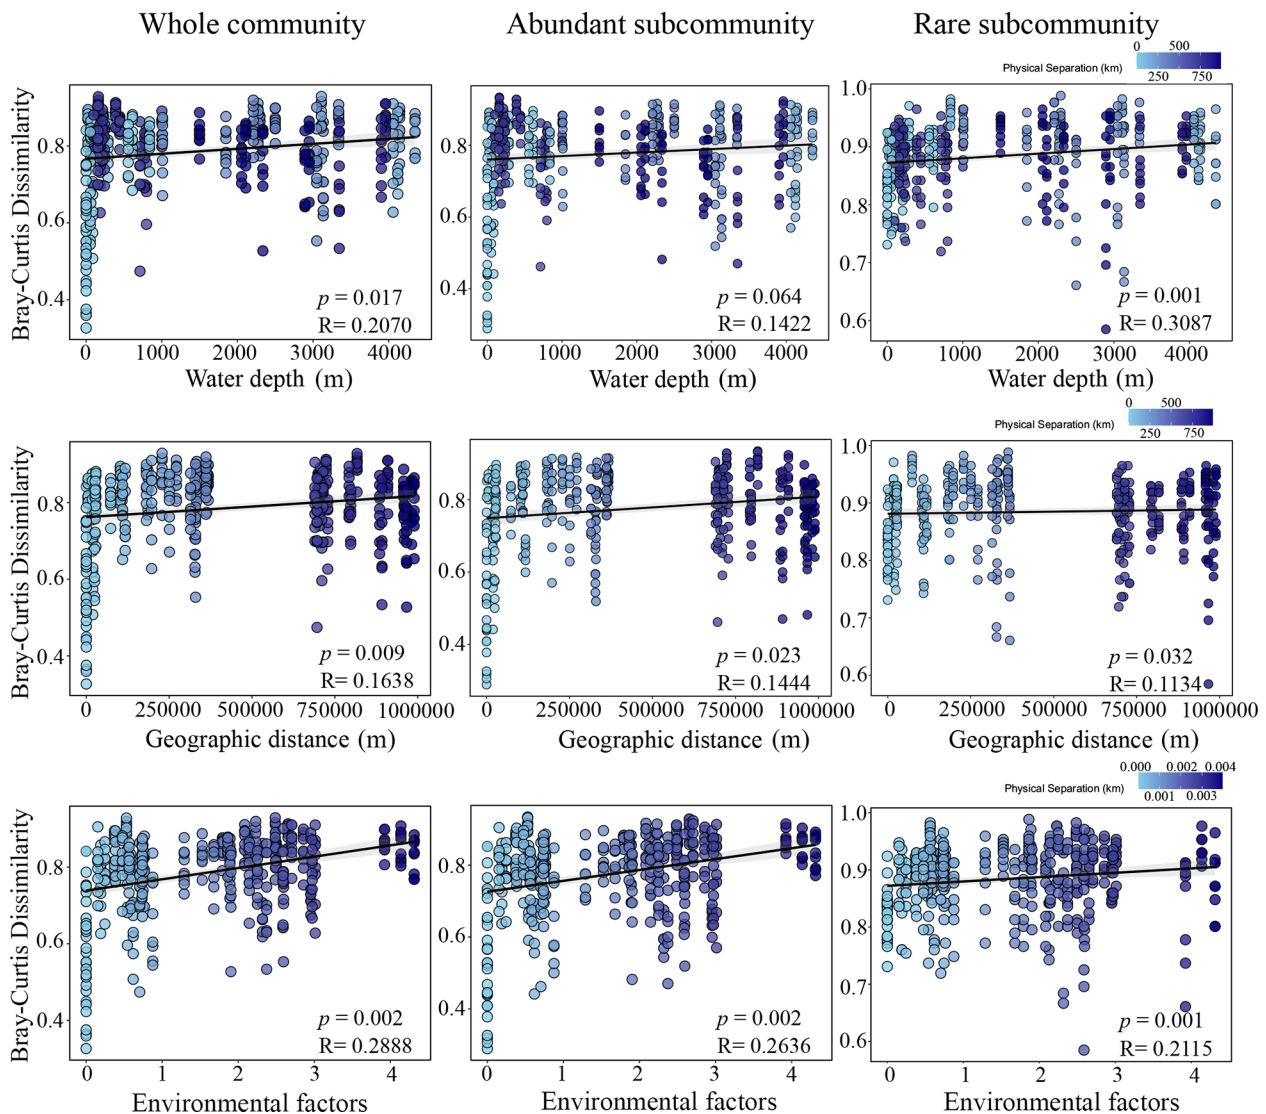 Whole community
Abundant subcommunity
Rare subcommunity
Physical Separation (km)
0 500
250 750
Bray-Curtis Dissimilarity
0.8
0.6
0.4
p = 0.017
R= 0.2070
0 1000 2000 3000 4000
Water depth (m)
0.8
0.6
0.4
p = 0.064
R= 0.1422
0 1000 2000 3000 4000
Water depth (m)
1.0
0.9
0.8
0.7
0.6
p = 0.001
R= 0.3087
0 1000 2000 3000 4000
Water depth (m)
Physical Separation (km)
0 500
250 750
Bray-Curtis Dissimilarity
0.8
0.6
0.4
p = 0.009
R= 0.1638
0 250000 500000 750000 1000000
Geographic distance (m)
0.8
0.6
0.4
p = 0.023
R= 0.1444
0 250000 500000 750000 1000000
Geographic distance (m)
1.0
0.9
0.8
0.7
0.6
p = 0.032
R= 0.1134
0 250000 500000 750000 1000000
Geographic distance (m)
Physical Separation (km)
0.000 0.002 0.004
0.001 0.003
Bray-Curtis Dissimilarity
0.8
0.6
0.4
p = 0.002
R= 0.2888
0 1 2 3 4
Environmental factors
0.8
0.6
0.4
p = 0.002
R= 0.2636
0 1 2 3 4
Environmental factors
1.0
0.9
0.8
0.7
0.6
p = 0.001
R= 0.2115
0 1 2 3 4
Environmental factors